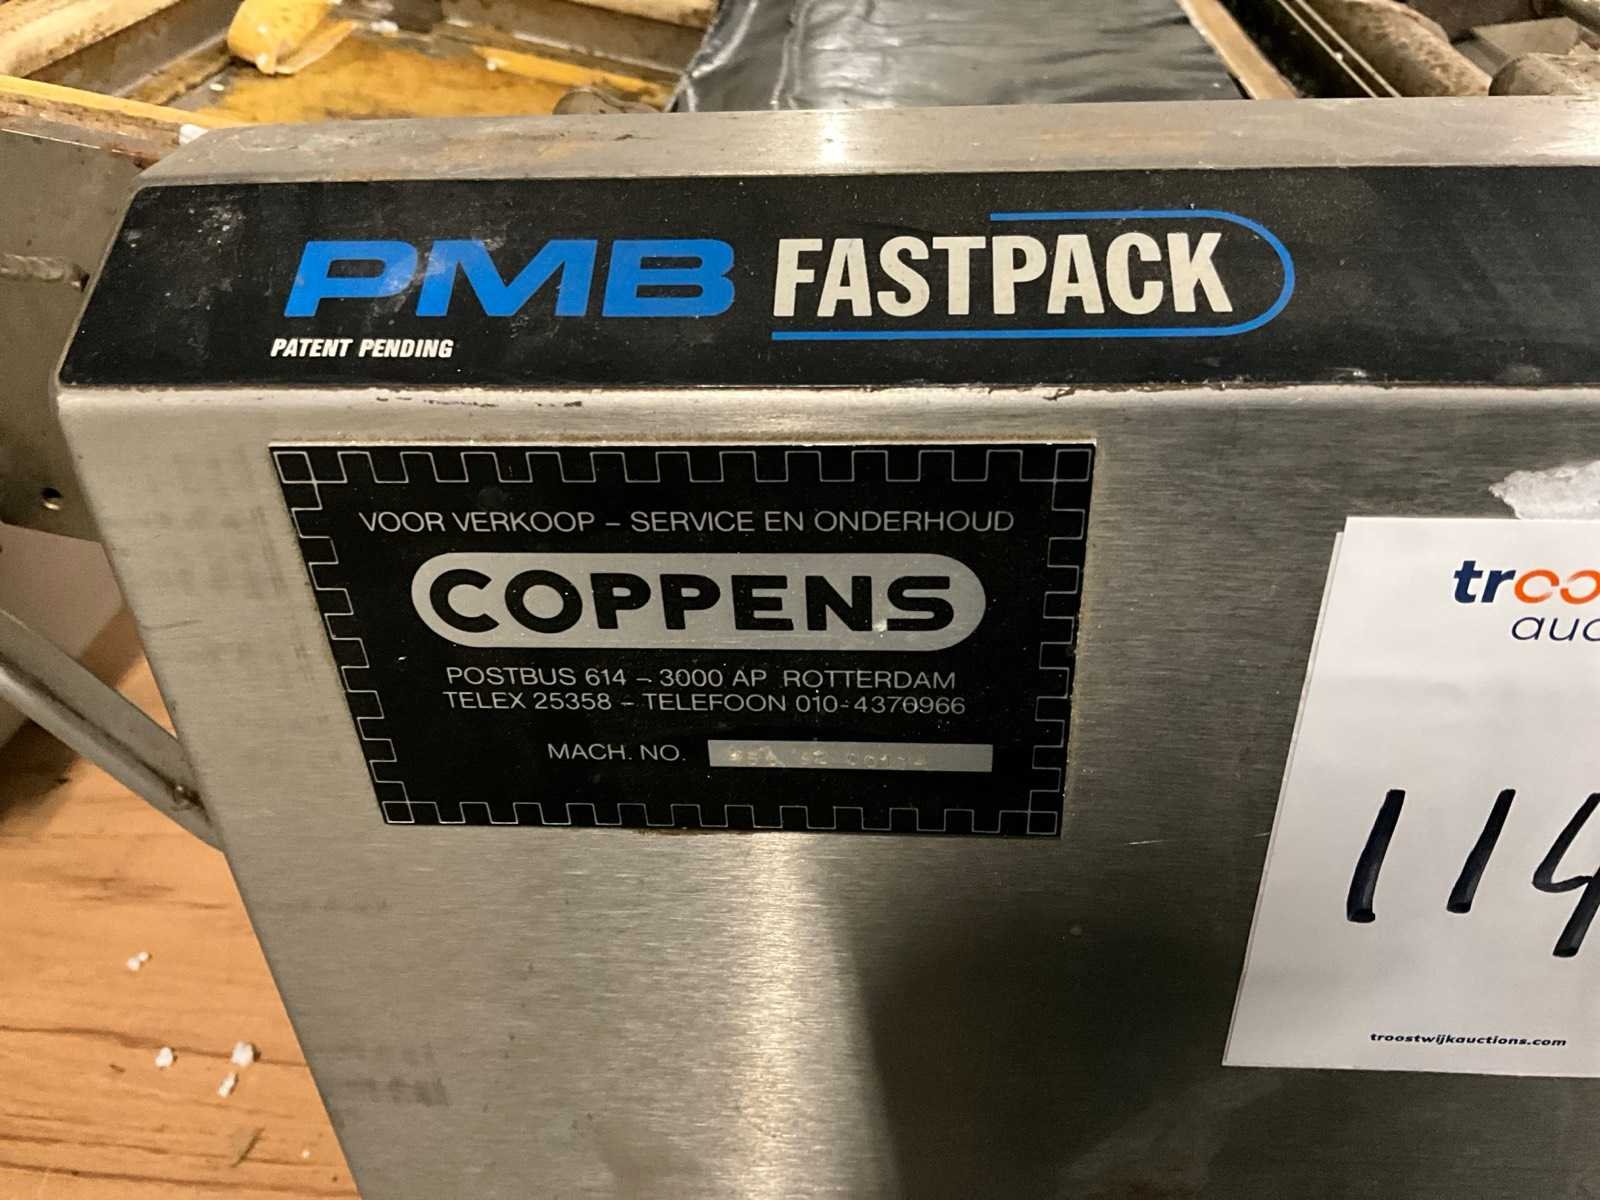 PMB FASTPACK
PATENT PENDING
VOOR VERKOOP – SERVICE EN ONDERHOUD
COPPENS
POSTBUS 614 – 3000 AP ROTTERDAM
TELEX 25358 – TELEFOON 010-4370966
MACH. NO.
114
troostwijkauctions.com